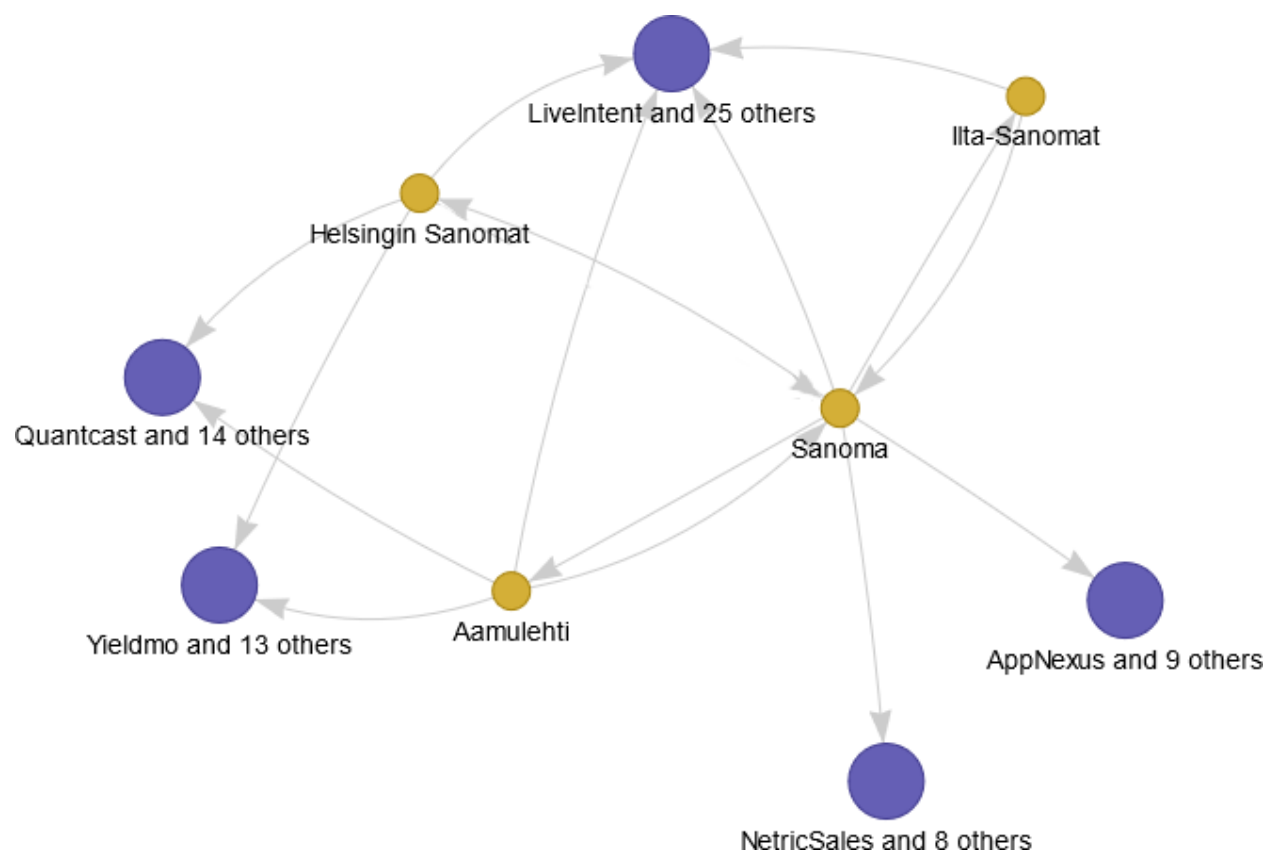 LiveIntent and 25 others
Ilta-Sanomat
Helsingin Sanomat
Quantcast and 14 others
Sanoma
Aamulehti
Yieldmo and 13 others
AppNexus and 9 others
NetricSales and 8 others